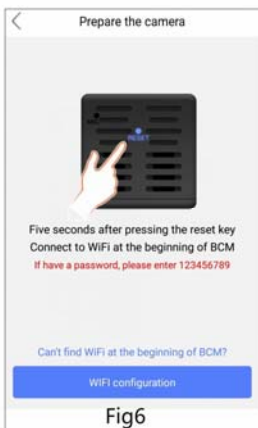 Prepare the camera
RESET
Five seconds after pressing the reset key
Connect to WiFi at the beginning of BCM
If have a password, please enter 123456789
Can't find WiFi at the beginning of BCM?
WIFI configuration
Fig6